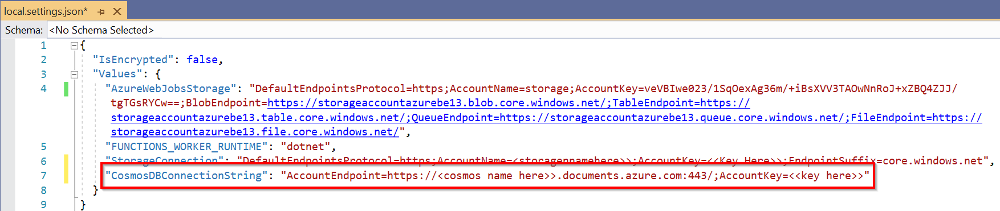 local.settings.json*
Schema: <No Schema Selected>
1 {
2 "IsEncrypted": false,
3 "Values": {
4 "AzureWebJobsStorage": "DefaultEndpointsProtocol=https;AccountName=storage;AccountKey=veVBIwe023/1SqOexAg36m/+iBsXVV3TAOwNnRoJ+xZBQ4ZJJ/
tgTGsRYCw==;BlobEndpoint=https://storageaccountazurebe13.blob.core.windows.net/;TableEndpoint=https://
storageaccountazurebe13.table.core.windows.net/;QueueEndpoint=https://storageaccountazurebe13.queue.core.windows.net/;FileEndpoint=https://
storageaccountazurebe13.file.core.windows.net/",
5 "FUNCTIONS_WORKER_RUNTIME": "dotnet",
6 "StorageConnection": "DefaultEndpointsProtocol=https;AccountName=<storagennamehere>>;AccountKey=<<Key Here>>;EndpointSuffix=core.windows.net",
7 "CosmosDBConnectionString": "AccountEndpoint=https://<cosmos name here>>.documents.azure.com:443/;AccountKey=<<key here>>"
8 }
9 }